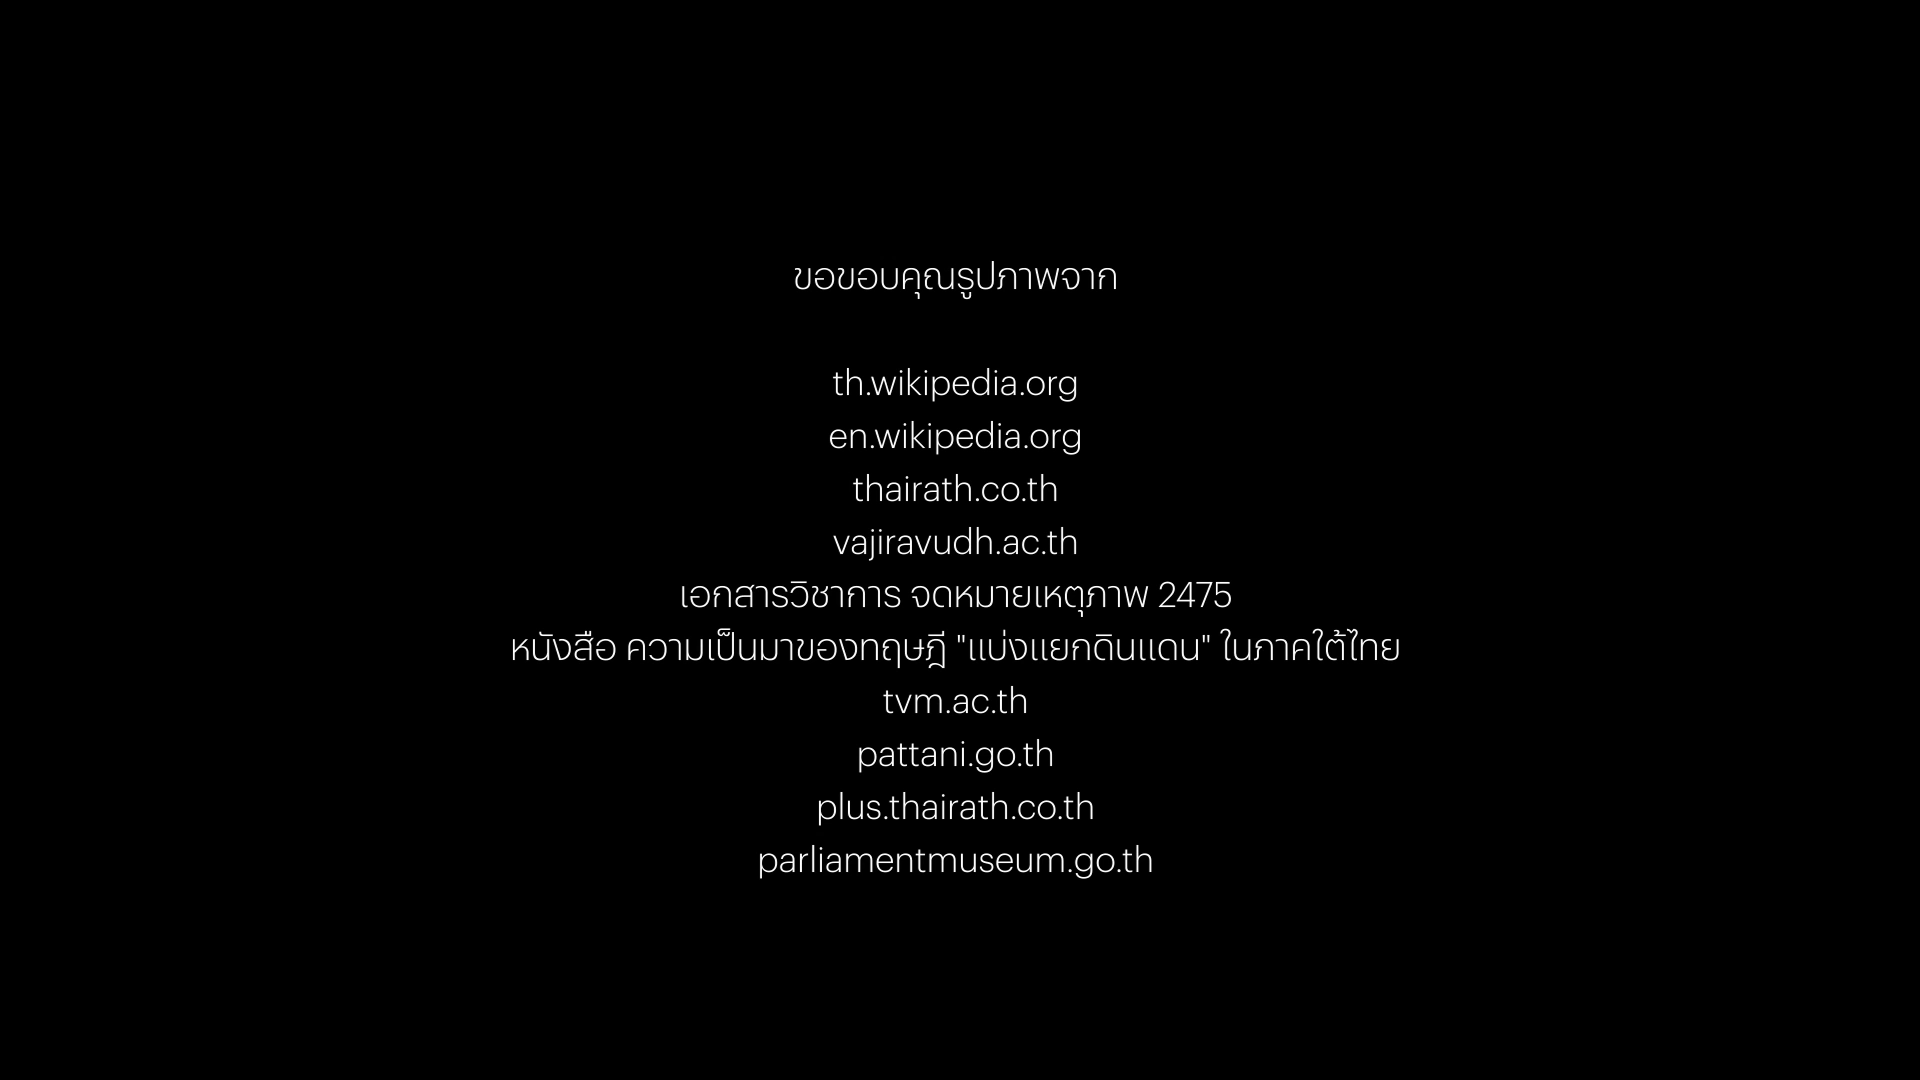 ขอขอบคุณรูปภาพจาก
th.wikipedia.org
en.wikipedia.org
thairath.co.th
vajiravudh.ac.th
เอกสารวิชาการ จดหมายเหตุภาพ 2475
หนังสือ ความเป็นมาของทฤษฎี "แบ่งแยกดินแดน" ในภาคใต้ไทย
tvm.ac.th
pattani.go.th
plus.thairath.co.th
parliamentmuseum.go.th